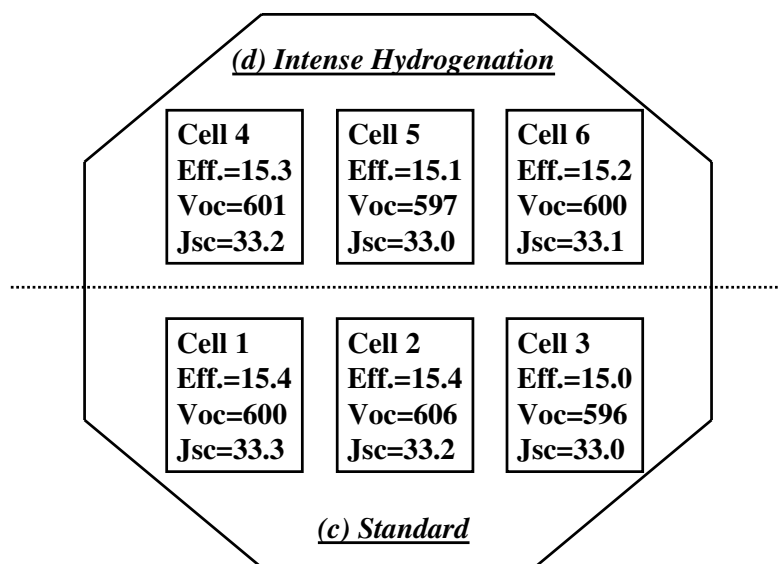 (d) Intense Hydrogenation
Cell 4
Eff.=15.3
Voc=601
Jsc=33.2
Cell 5
Eff.=15.1
Voc=597
Jsc=33.0
Cell 6
Eff.=15.2
Voc=600
Jsc=33.1
Cell 1
Eff.=15.4
Voc=600
Jsc=33.3
Cell 2
Eff.=15.4
Voc=606
Jsc=33.2
Cell 3
Eff.=15.0
Voc=596
Jsc=33.0
(c) Standard